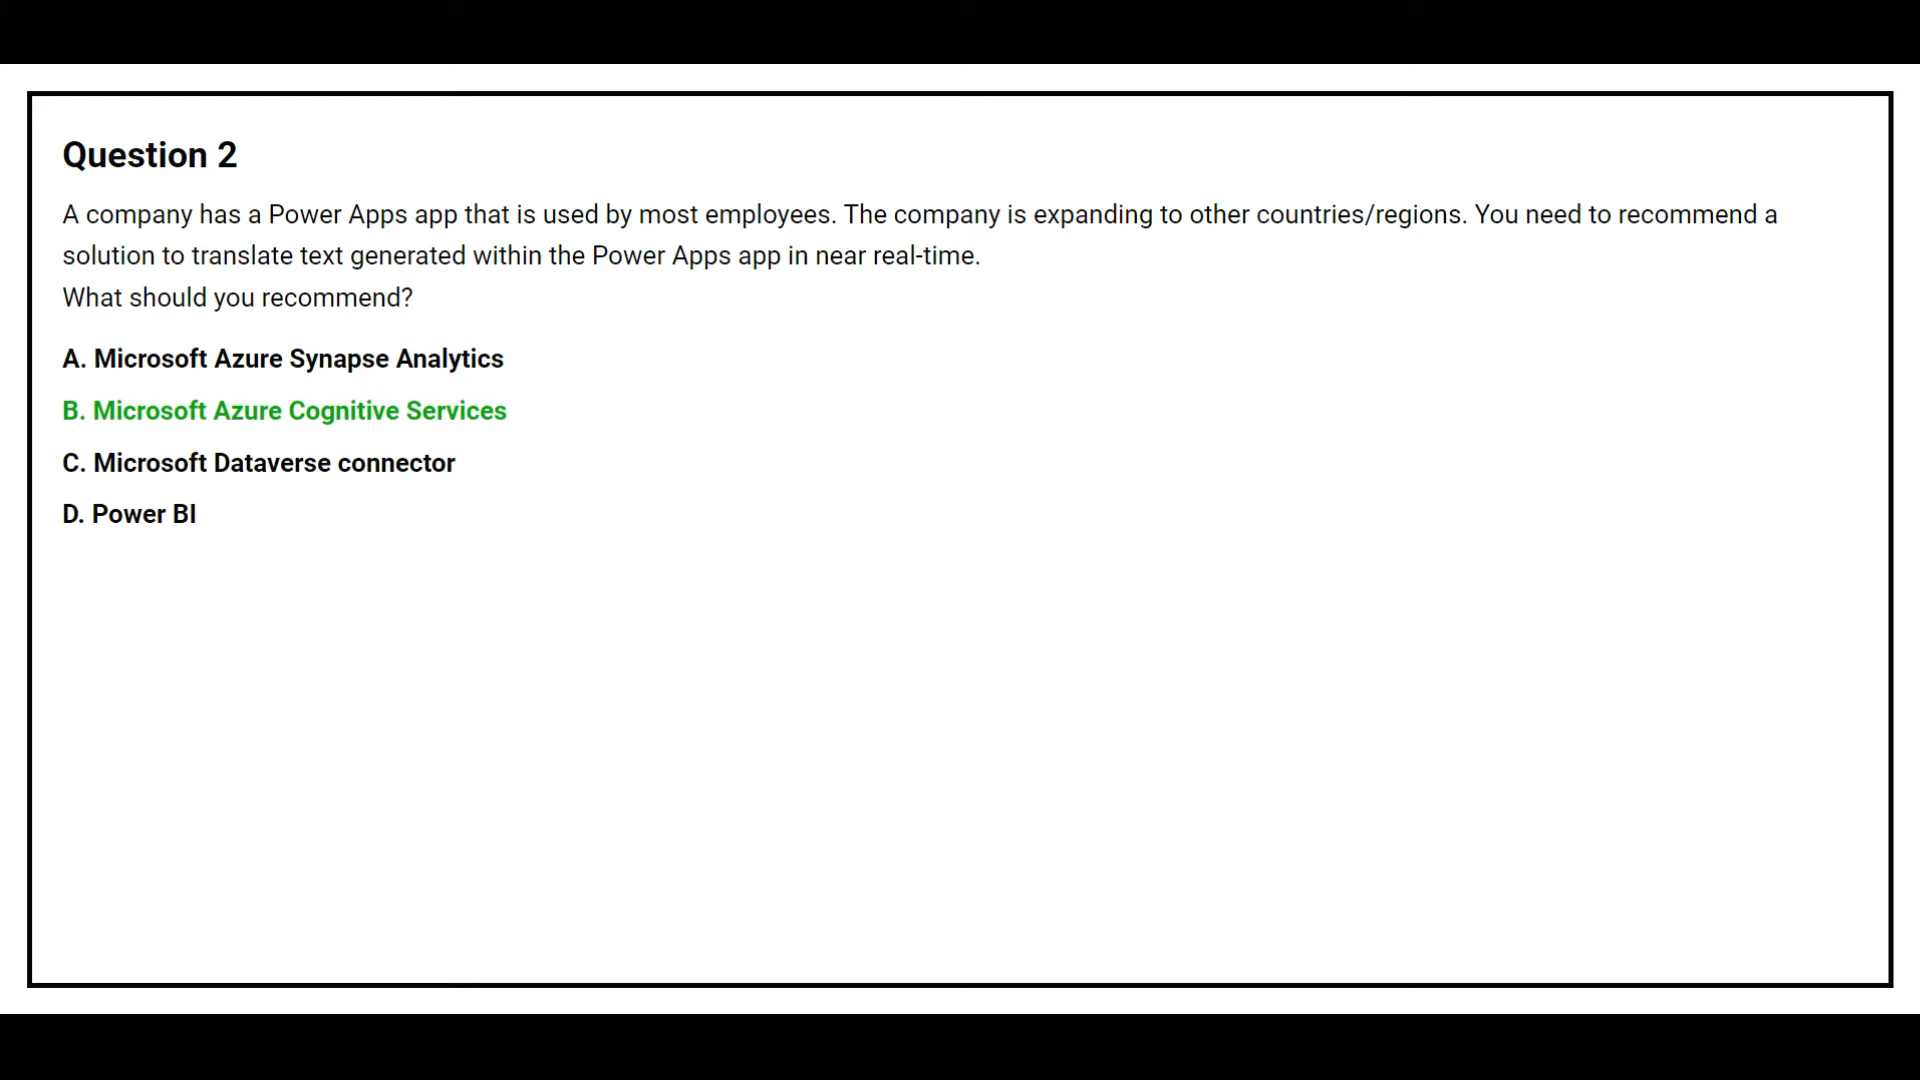 Question 2
A company has a Power Apps app that is used by most employees. The company is expanding to other countries/regions. You need to recommend a
solution to translate text generated within the Power Apps app in near real-time.
What should you recommend?
A. Microsoft Azure Synapse Analytics
B. Microsoft Azure Cognitive Services
C. Microsoft Dataverse connector
D. Power BI